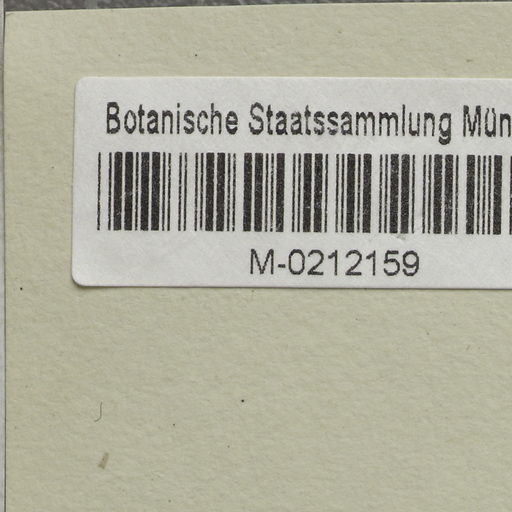 Botanische Staatssammlung Mün
M-0212159